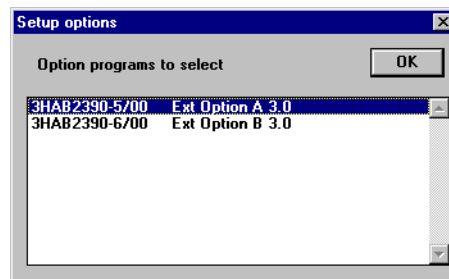 Setup options
Option programs to select
OK
3HAB2390-5/00 Ext Option A 3.0
3HAB2390-6/00 Ext Option B 3.0